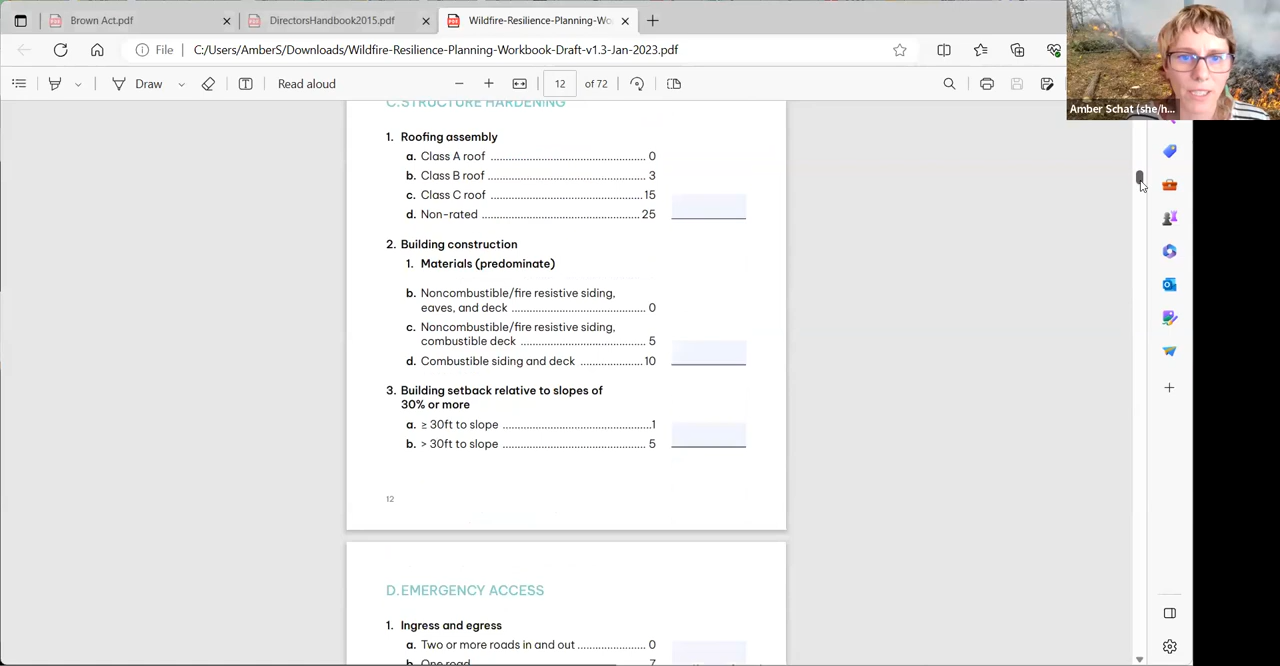 Brown Act.pdf
DirectorsHandbook2015.pdf
Wildfire-Resilience-Planning-Wo
File C:/Users/AmberS/Downloads/Wildfire-Resilience-Planning-Workbook-Draft-v1.3-Jan-2023.pdf
Draw Read aloud 12 of 72
Amber Schat (she/h...
C. STRUCTURE HARDENING
1. Roofing assembly
a. Class A roof ........ 0
b. Class B roof ........ 3
c. Class C roof ........ 15
d. Non-rated ........ 25
2. Building construction
1. Materials (predominate)
b. Noncombustible/fire resistive siding,
eaves, and deck ........ 0
c. Noncombustible/fire resistive siding,
combustible deck ........ 5
d. Combustible siding and deck ........ 10
3. Building setback relative to slopes of
30% or more
a. ≥ 30ft to slope ........ 1
b. > 30ft to slope ........ 5
12
D. EMERGENCY ACCESS
1. Ingress and egress
a. Two or more roads in and out ........ 0
b. One road ........ 7